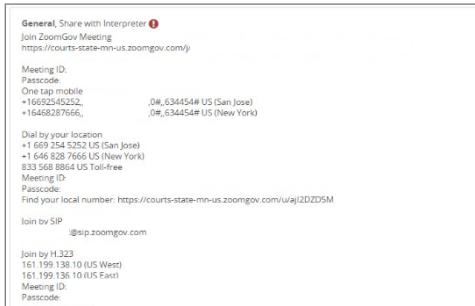 General, Share with Interpreter
Join ZoomGov Meeting
https://courts-state-mn-us.zoomgov.com/j/
Meeting ID:
Passcode:
One tap mobile
+16692545252,, ,0#,,634454# US (San Jose)
+16468287666,, ,0#,,634454# US (New York)
Dial by your location
+1 669 254 5252 US (San Jose)
+1 646 828 7666 US (New York)
833 568 8864 US Toll-free
Meeting ID:
Passcode:
Find your local number: https://courts-state-mn-us.zoomgov.com/u/ajl2DZD5M
Join by SIP
@sip.zoomgov.com
Join by H.323
161.199.138.10 (US West)
161.199.136.10 (US East)
Meeting ID:
Passcode: